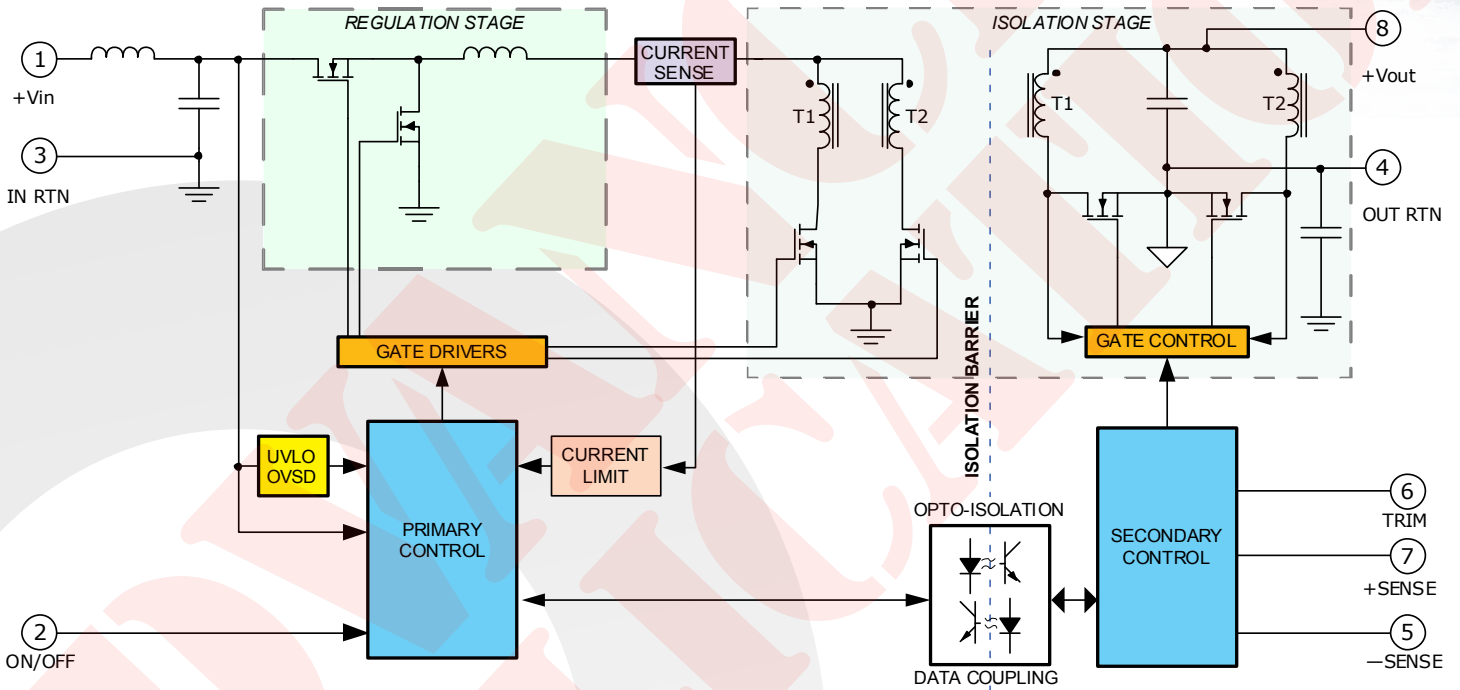 REGULATION STAGE
ISOLATION STAGE
1
+Vin
CURRENT
SENSE
8
+Vout
T1
T2
T1
T2
3
IN RTN
4
OUT RTN
GATE DRIVERS
GATE CONTROL
ISOLATION BARRIER
UVLO
OVSD
CURRENT
LIMIT
PRIMARY
CONTROL
OPTO-ISOLATION
SECONDARY
CONTROL
6
TRIM
7
+SENSE
2
ON/OFF
5
—SENSE
DATA COUPLING